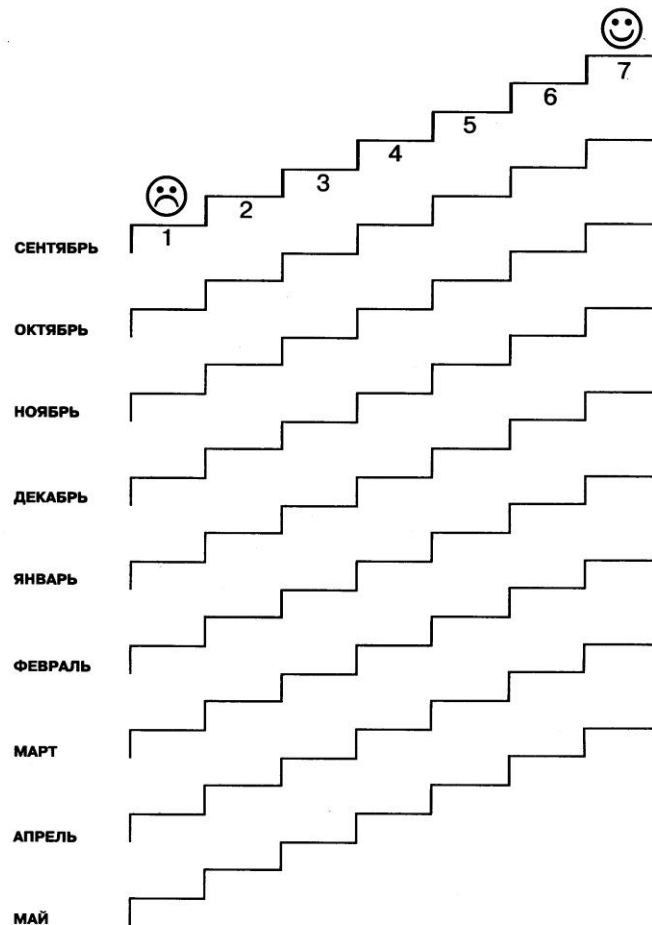 7
6
5
4
3
2
1
СЕНТЯБРЬ
ОКТЯБРЬ
НОЯБРЬ
ДЕКАБРЬ
ЯНВАРЬ
ФЕВРАЛЬ
МАРТ
АПРЕЛЬ
МАЙ